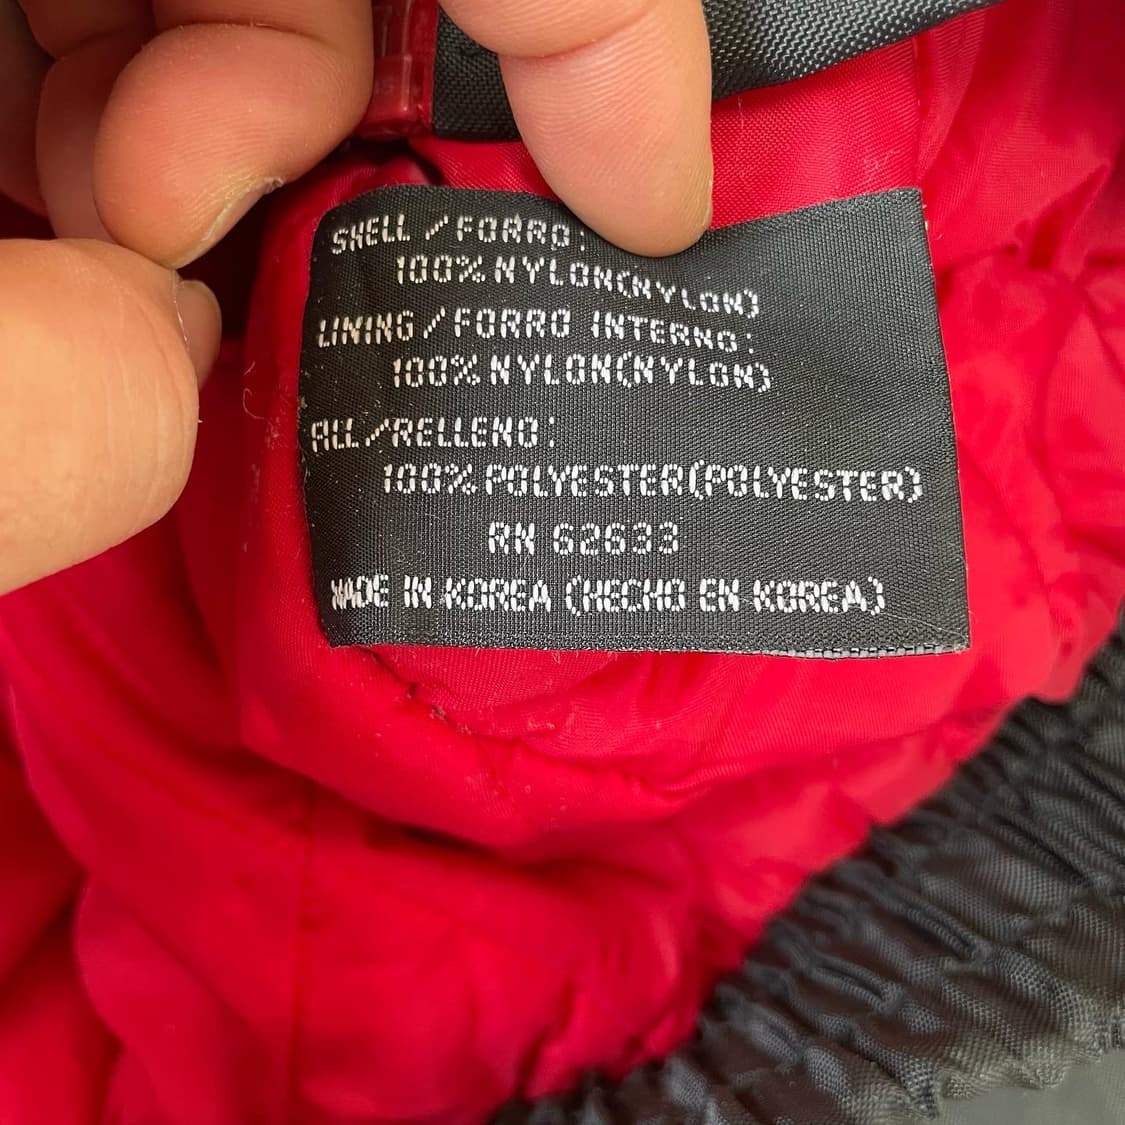 SHELL / FORRO:
100% NYLON(NYLON)
LINING / FORRO INTERNO:
100% NYLON(NYLON)
FILL / RELLENO:
100% POLYESTER(POLYESTER)
RN 62633
MADE IN KOREA (HECHO EN KOREA)